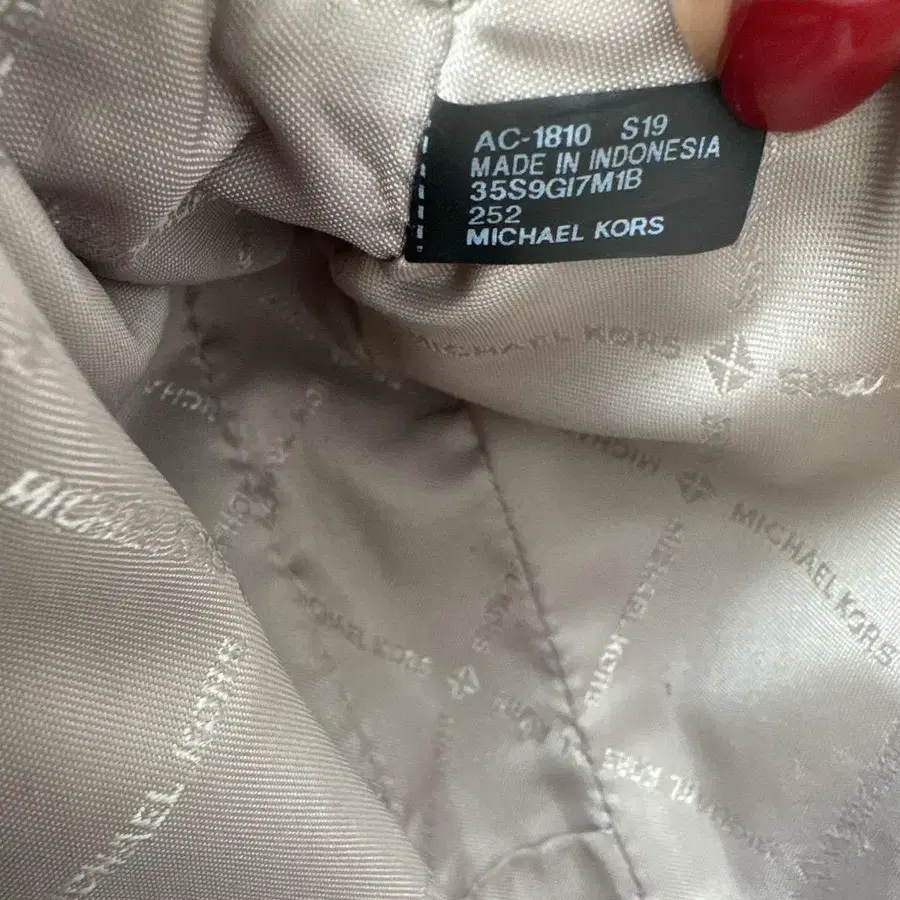 AC-1810 S19
MADE IN INDONESIA
35S9GI7M1B
252
MICHAEL KORS
MICHAEL KORS
MICHAEL KORS
MICHAEL KORS